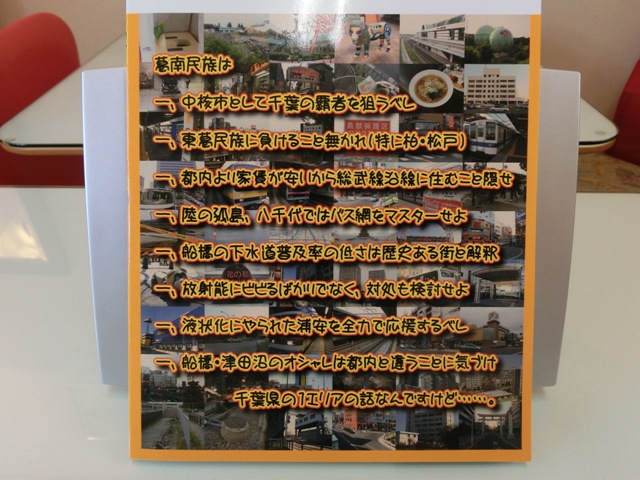 葛南民族は
一、中核市として千葉の覇者を狙うべし
一、東葛民族に負けること無かれ(特に柏・松戸)
一、都内より家賃が安いから総武線沿線に住むこと隠せ
一、陸の孤島、八千代ではバス網をマスターせよ
一、船橋の下水道普及率の低さは歴史ある街と解釈
一、放射能にビビるばかりでなく、対処も検討せよ
一、液状化にやられた浦安を全力で応援するべし
一、船橋・津田沼のオシャレは都内と違うことに気づけ
千葉県の1エリアの話なんですけど……。